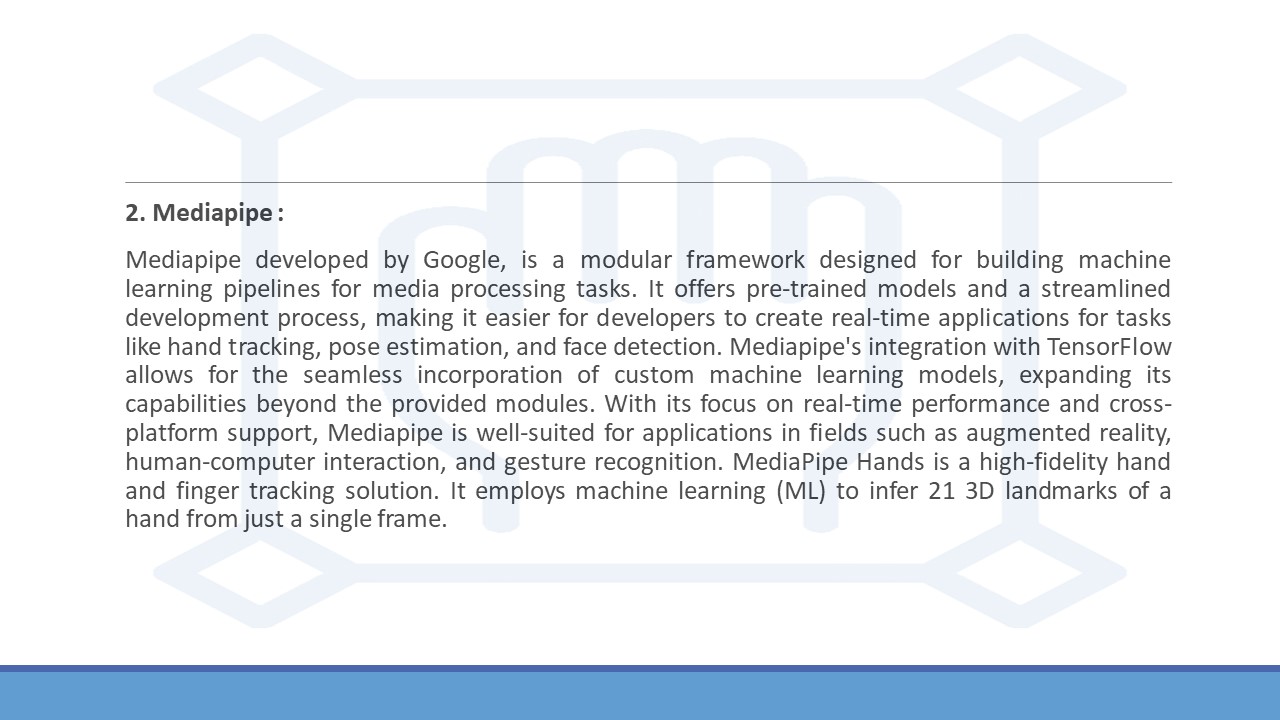 2. Mediapipe :
Mediapipe developed by Google, is a modular framework designed for building machine
learning pipelines for media processing tasks. It offers pre-trained models and a streamlined
development process, making it easier for developers to create real-time applications for tasks
like hand tracking, pose estimation, and face detection. Mediapipe's integration with TensorFlow
allows for the seamless incorporation of custom machine learning models, expanding its
capabilities beyond the provided modules. With its focus on real-time performance and cross-
platform support, Mediapipe is well-suited for applications in fields such as augmented reality,
human-computer interaction, and gesture recognition. MediaPipe Hands is a high-fidelity hand
and finger tracking solution. It employs machine learning (ML) to infer 21 3D landmarks of a
hand from just a single frame.